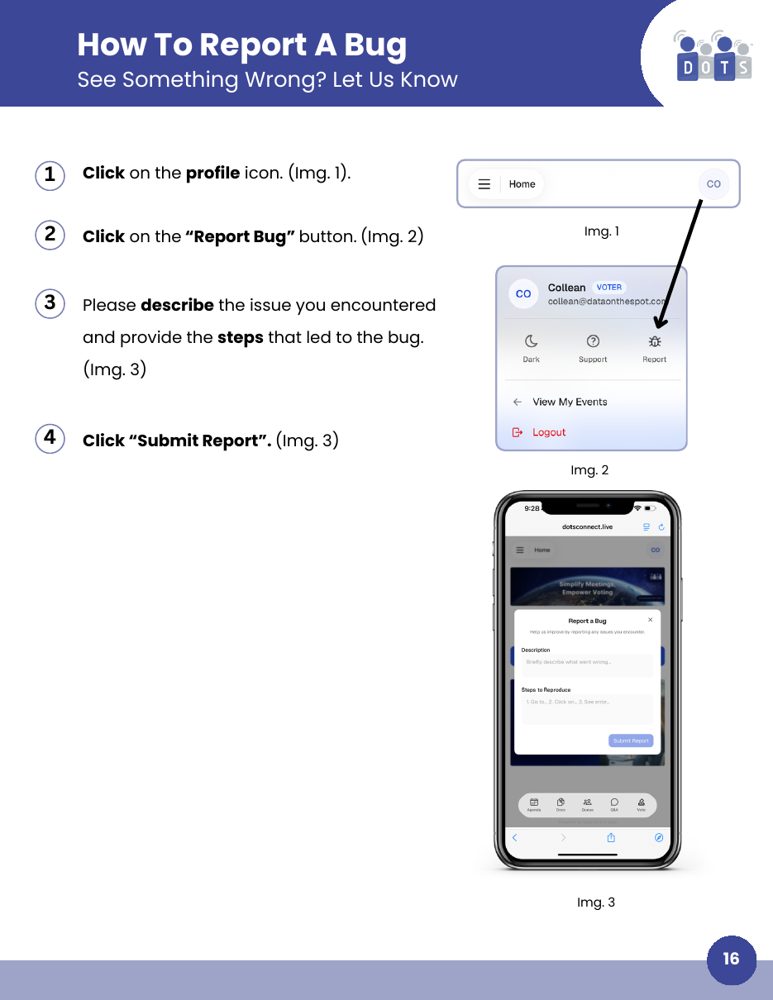 How To Report A Bug
See Something Wrong? Let Us Know
DOTS
1
Click on the profile icon. (Img. 1).
2
Click on the “Report Bug” button. (Img. 2)
3
Please describe the issue you encountered
and provide the steps that led to the bug.
(Img. 3)
4
Click “Submit Report”. (Img. 3)
Home
CO
Img. 1
CO
Collean VOTER
collean@dataonthespot.com
Dark
Support
Report
View My Events
Logout
Img. 2
9:28
dotsconnect.live
Home
CO
Simplify Meetings,
Empower Voting
Report a Bug
Help us improve by reporting any issues you encounter.
Description
Briefly describe what went wrong...
Steps to Reproduce
1. Go to... 2. Click on... 3. See error...
Submit Report
Agenda
Docs
Q&A
Vote
Img. 3
16